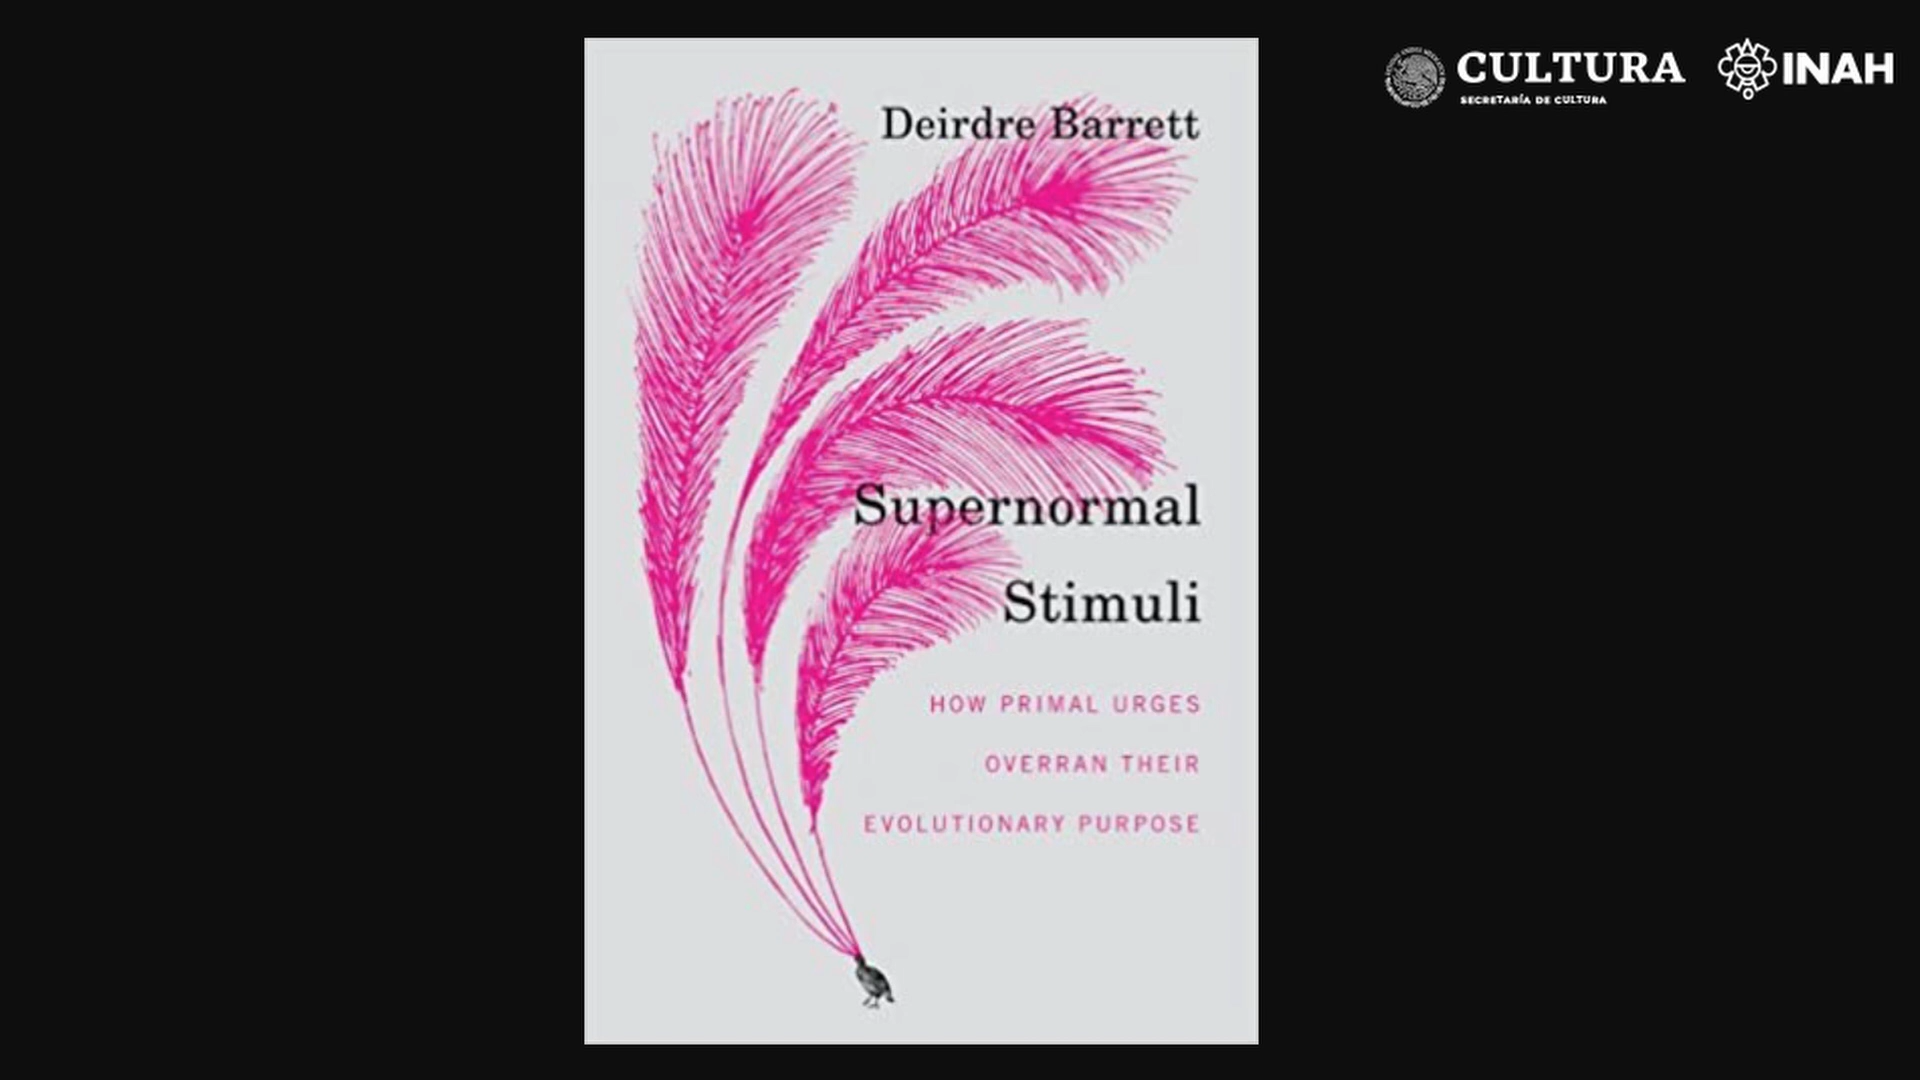 Deirdre Barrett
Supernormal
Stimuli
HOW PRIMAL URGES
OVERRAN THEIR
EVOLUTIONARY PURPOSE
CULTURA
SECRETARÍA DE CULTURA
INAH